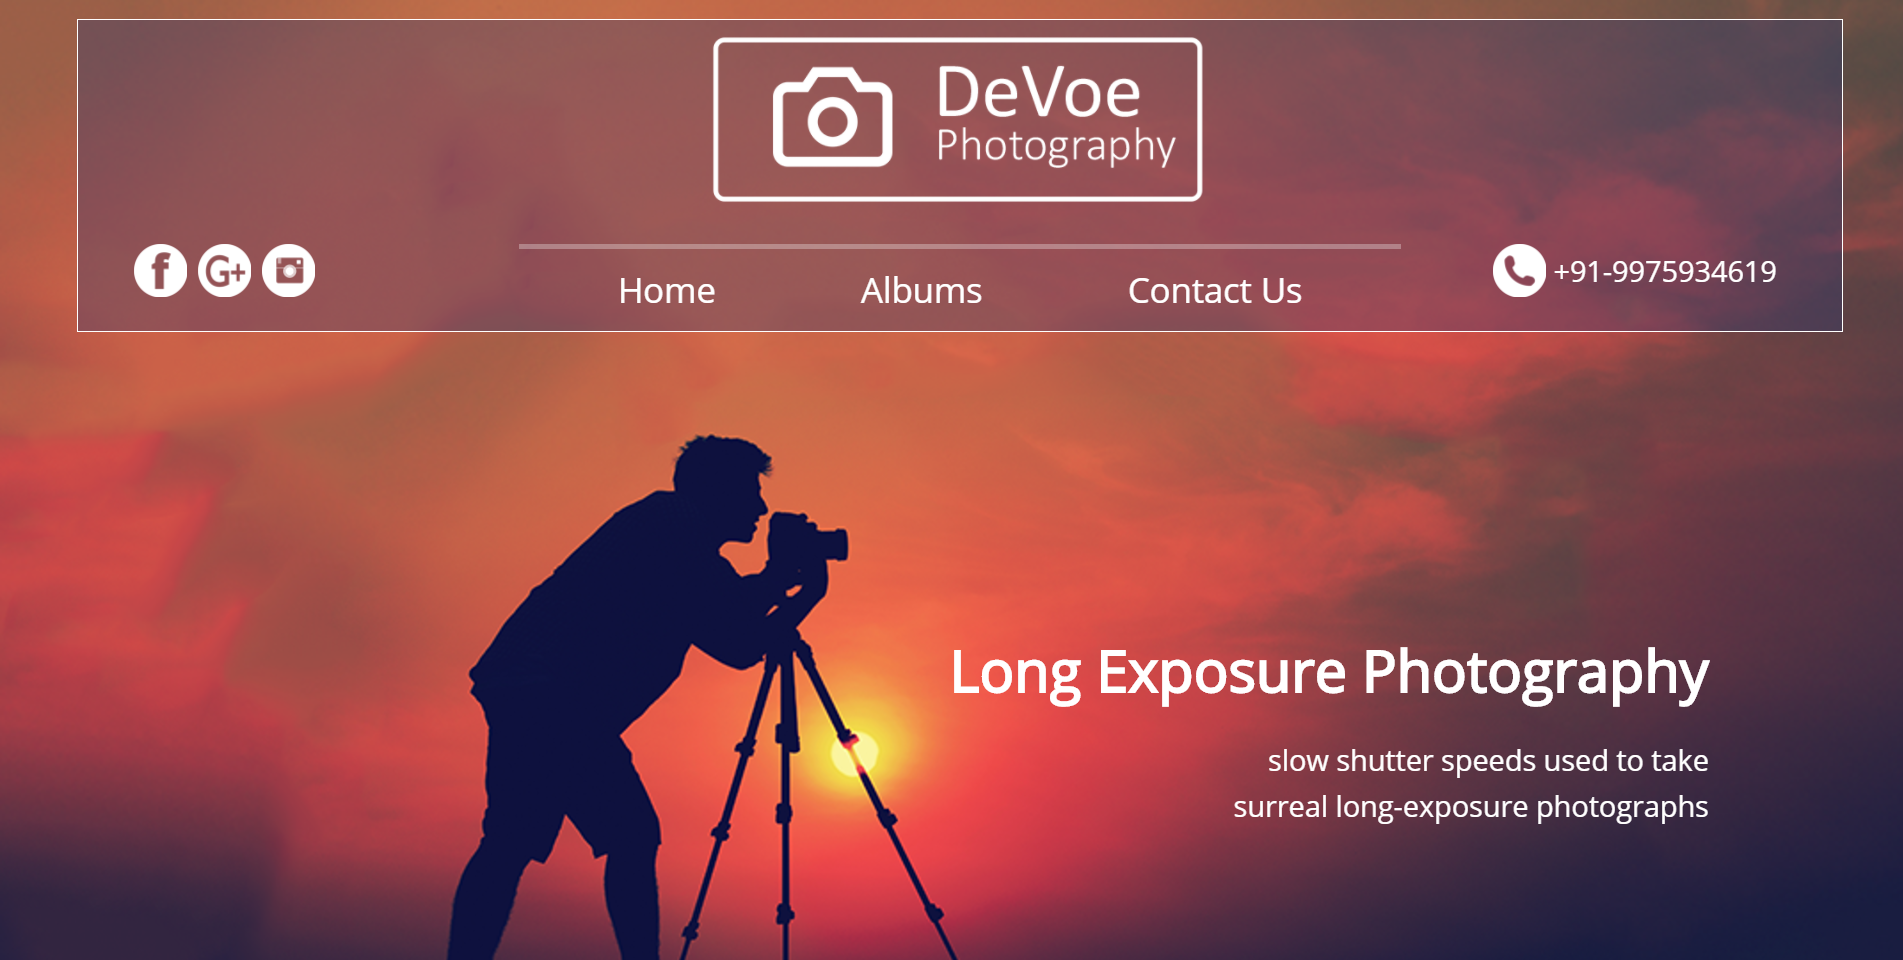 DeVoe
Photography
Home
Albums
Contact Us
+91-9975934619
Long Exposure Photography
slow shutter speeds used to take
surreal long-exposure photographs